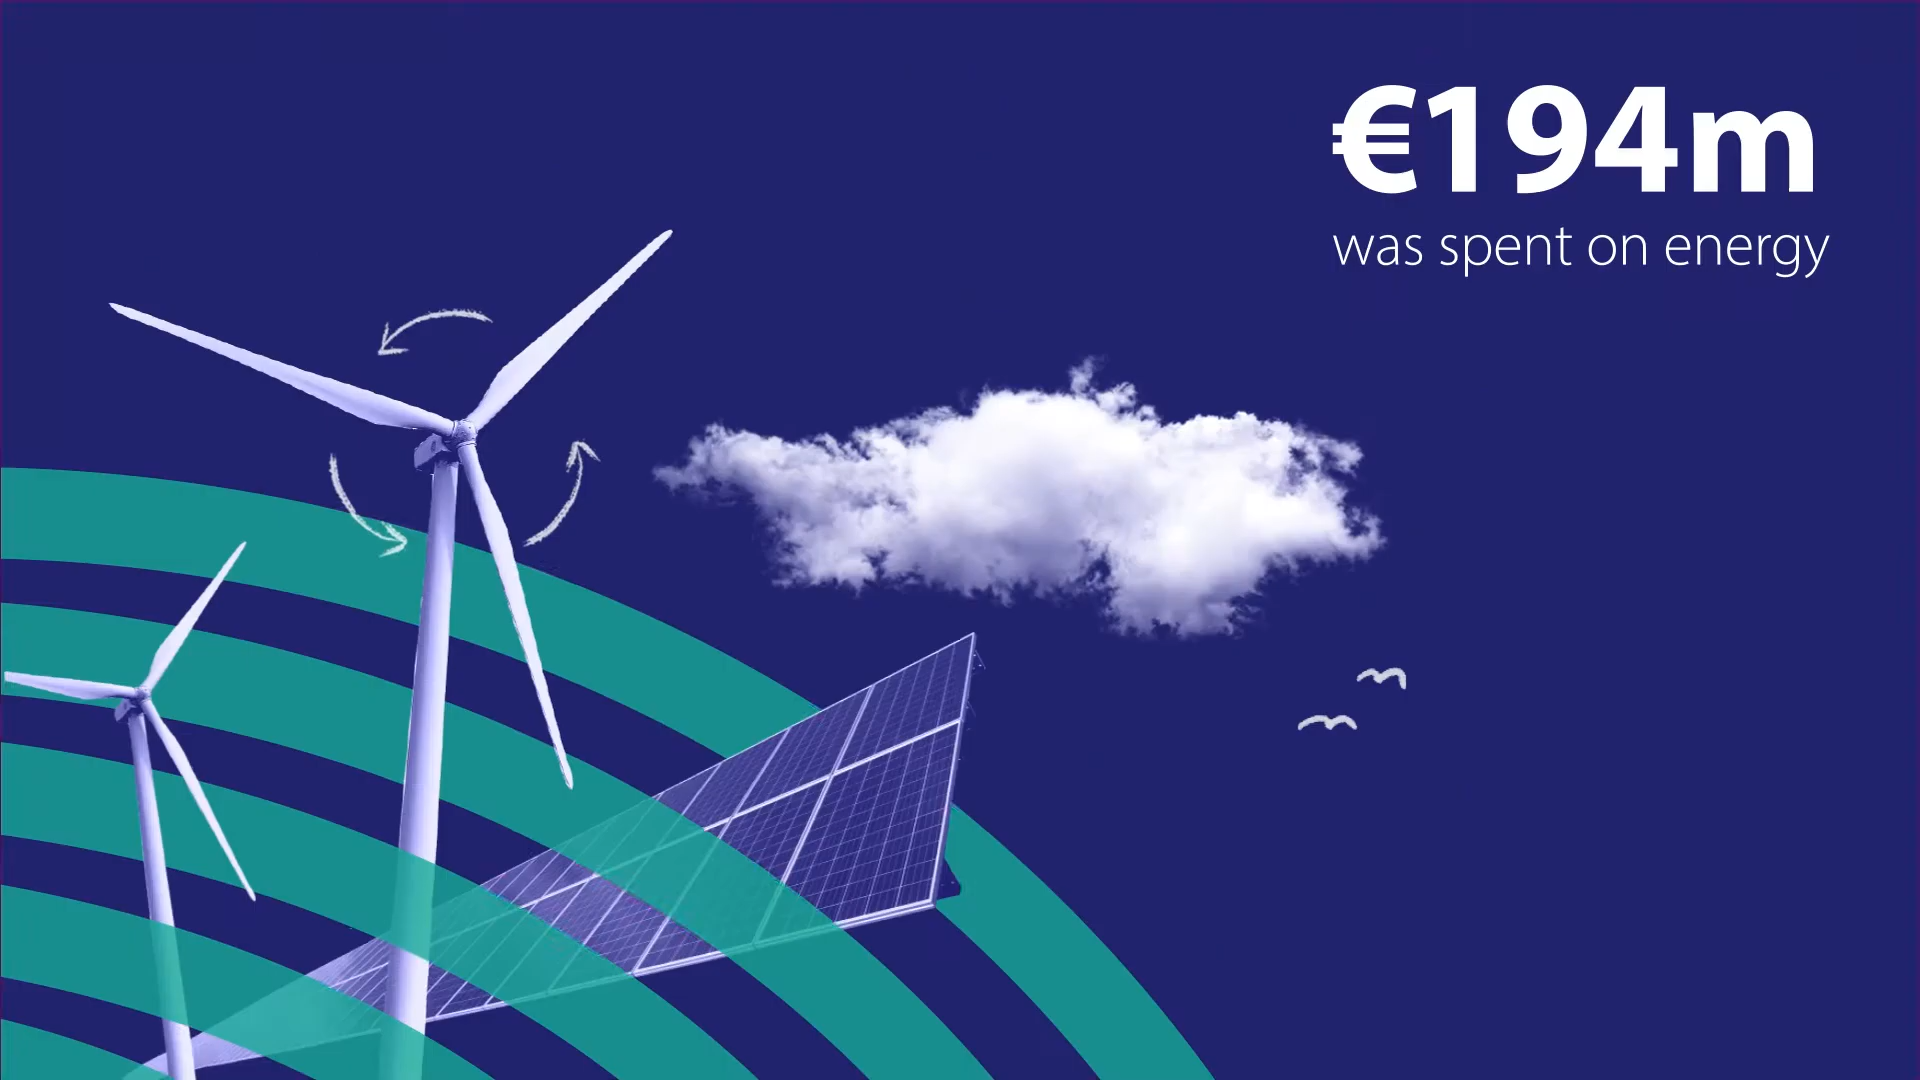 €194m
was spent on energy